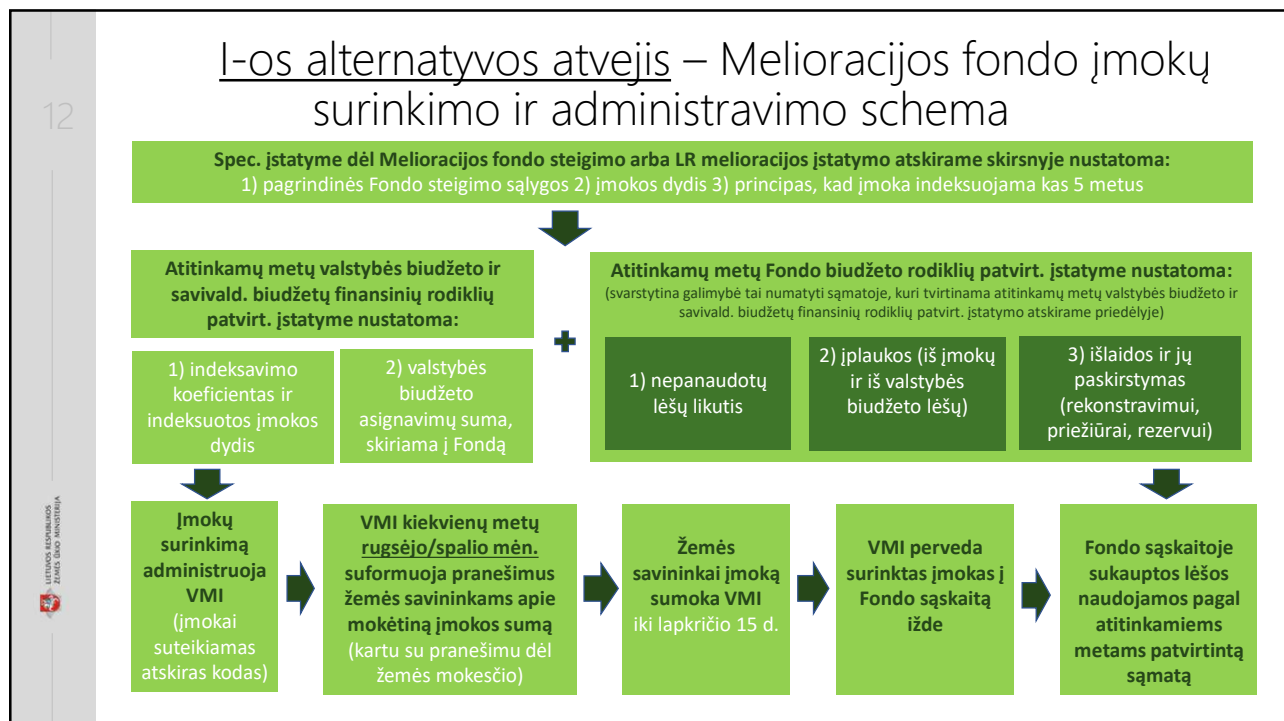 12
I-os alternatyvos atvejis – Melioracijos fondo įmokų
surinkimo ir administravimo schema
Spec. įstatyme dėl Melioracijos fondo steigimo arba LR melioracijos įstatymo atskirame skirsnyje nustatoma:
1) pagrindinės Fondo steigimo sąlygos 2) įmokos dydis 3) principas, kad įmoka indeksuojama kas 5 metus
Atitinkamų metų valstybės biudžeto ir
savivald. biudžetų finansinių rodiklių
patvirt. įstatyme nustatoma:
1) indeksavimo
koeficientas ir
indeksuotos įmokos
dydis
2) valstybės
biudžeto
asignavimų suma,
skiriama į Fondą
Atitinkamų metų Fondo biudžeto rodiklių patvirt. įstatyme nustatoma:
(svarstytina galimybė tai numatyti sąmatoje, kuri tvirtinama atitinkamų metų valstybės biudžeto ir
savivald. biudžetų finansinių rodiklių patvirt. įstatymo atskirame priedėlyje)
1) nepanaudotų
lėšų likutis
2) įplaukos (iš įmokų
ir iš valstybės
biudžeto lėšų)
3) išlaidos ir jų
paskirstymas
(rekonstravimui,
priežiūrai, rezervui)
Įmokų
surinkimą
administruoja
VMI
(įmokai
suteikiamas
atskiras kodas)
VMI kiekvienų metų
rugsėjo/spalio mėn.
suformuoja pranešimus
žemės savininkams apie
mokėtiną įmokos sumą
(kartu su pranešimu dėl
žemės mokesčio)
Žemės
savininkai įmoką
sumoka VMI
iki lapkričio 15 d.
VMI perveda
surinktas įmokas į
Fondo sąskaitą
ižde
Fondo sąskaitoje
sukauptos lėšos
naudojamos pagal
atitinkamiems
metams patvirtintą
sąmatą
LIETUVOS RESPUBLIKOS
ŽEMĖS ŪKIO MINISTERIJA